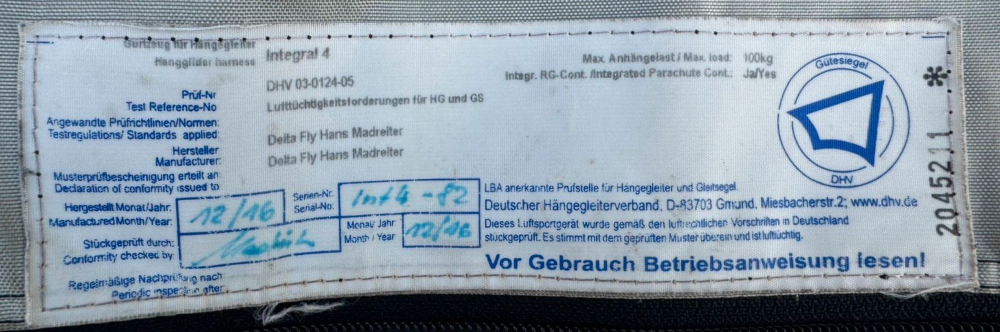 Gurtzeug für Hängegleiter
Hangglider harness
Integral 4
Max. Anhängelast / Max. load: 100kg
Integr. RG-Cont. /Integrated Parachute Cont.: Ja/Yes
Prüf-Nr
Test Reference-No
DHV 03-0124-05
Angewandte Prüfrichtlinien/Normen:
Testregulations/ Standards applied:
Lufttüchtigkeitsforderungen für HG und GS
Hersteller
Manufacturer:
Delta Fly Hans Madreiter
Musterprüfbescheinigung erteilt an:
Declaration of conformity issued to
Delta Fly Hans Madreiter
Hergestellt Monat/Jahr:
Manufactured Month/Year:
12/16
Serien-Nr.
Serial-No:
Int4-82
Stückgeprüft durch:
Conformity checked by:
Monat/ Jahr
Month / Year
12/16
Regelmäßige Nachprüfung nach:
Periodic inspection after:
LBA anerkannte Prüfstelle für Hängegleiter und Gleitsegel.
Deutscher Hängegleiterverband, D-83703 Gmund, Miesbacherstr.2; www.dhv.de
Dieses Luftsportgerät wurde gemäß den luftrechtlichen Vorschriften in Deutschland
stückgeprüft. Es stimmt mit dem geprüften Muster überein und ist lufttüchtig.
Vor Gebrauch Betriebsanweisung lesen!
Gütesiegel
DHV
2045211 *